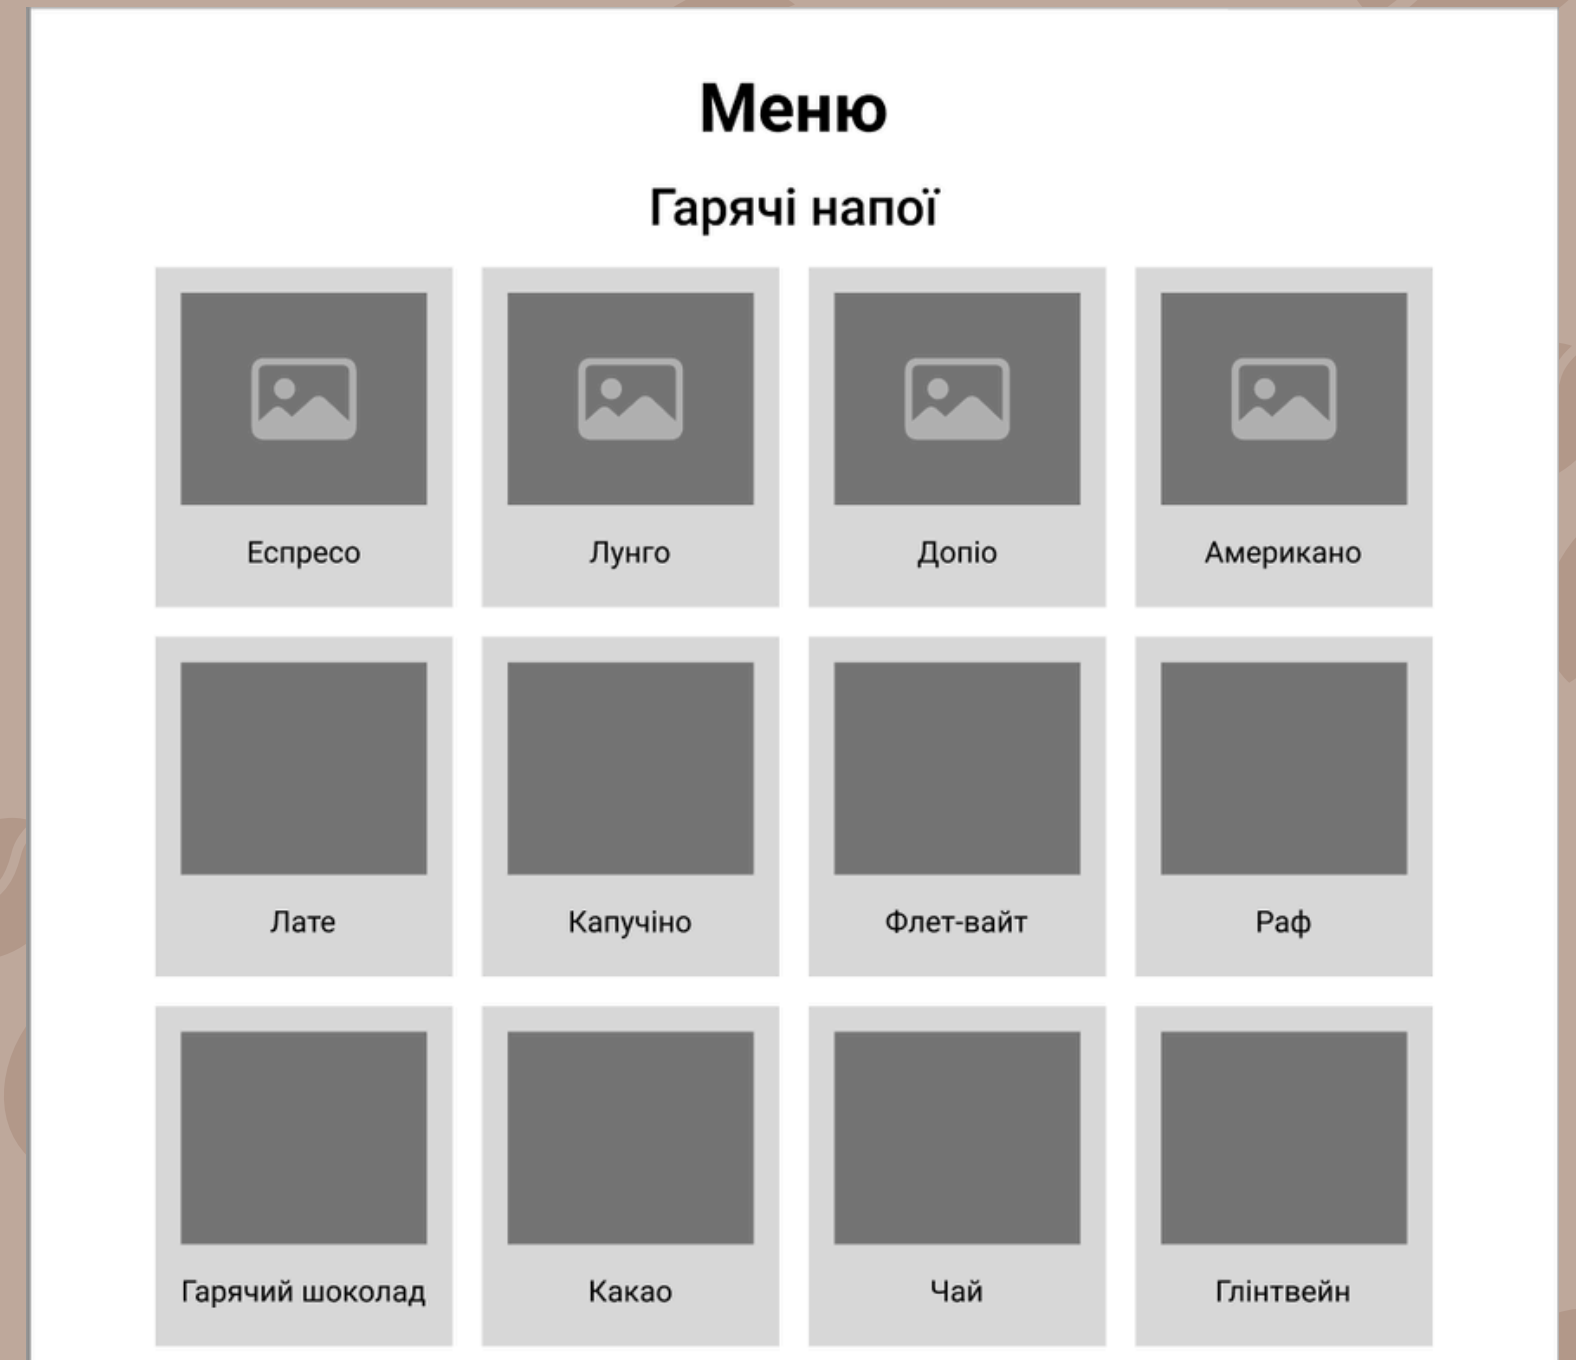 Меню
Гарячі напої
Еспресо
Лунго
Допіо
Американо
Лате
Капучіно
Флет-вайт
Раф
Гарячий шоколад
Какао
Чай
Глінтвейн